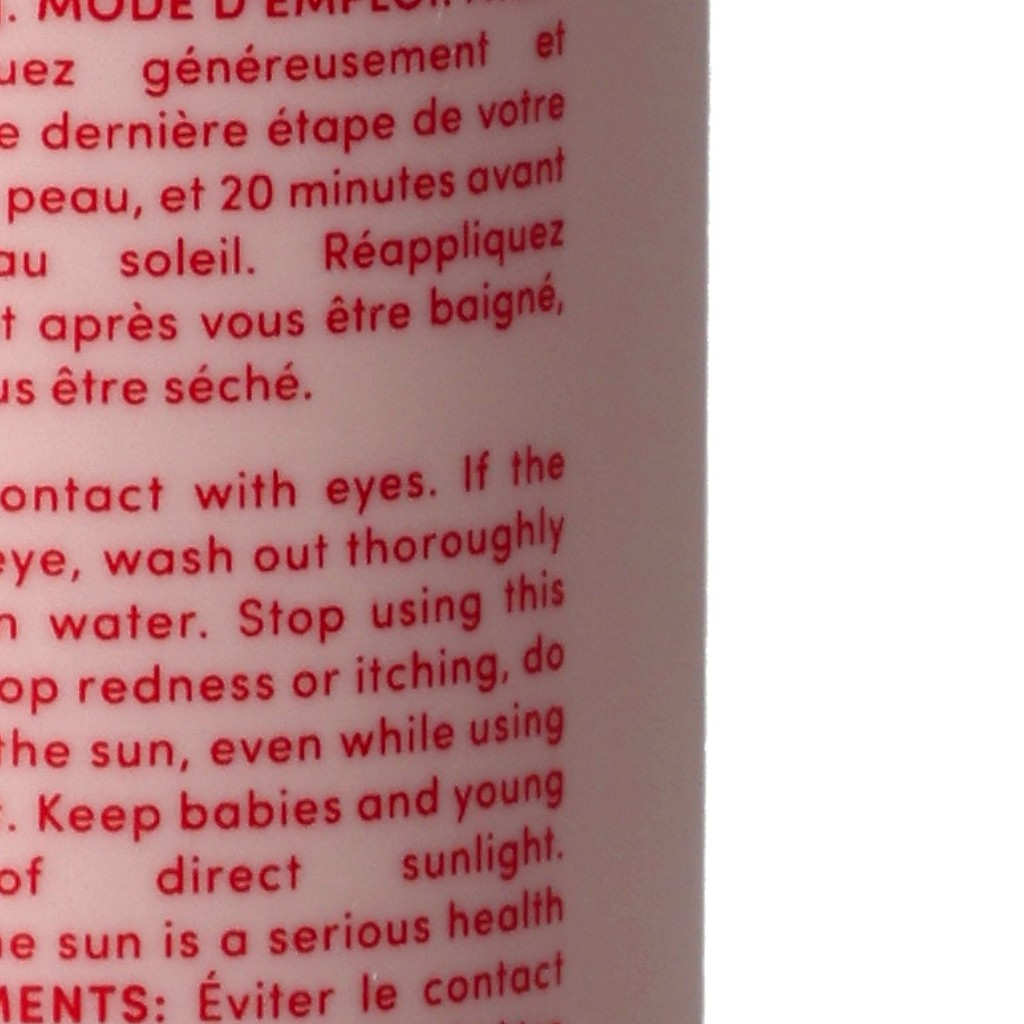 MODE D'EMPLOI:
uez généreusement et
e dernière étape de votre
peau, et 20 minutes avant
au soleil. Réappliquez
t après vous être baigné,
us être séché.
ontact with eyes. If the
eye, wash out thoroughly
n water. Stop using this
op redness or itching, do
the sun, even while using
. Keep babies and young
of direct sunlight.
he sun is a serious health
MENTS: Éviter le contact